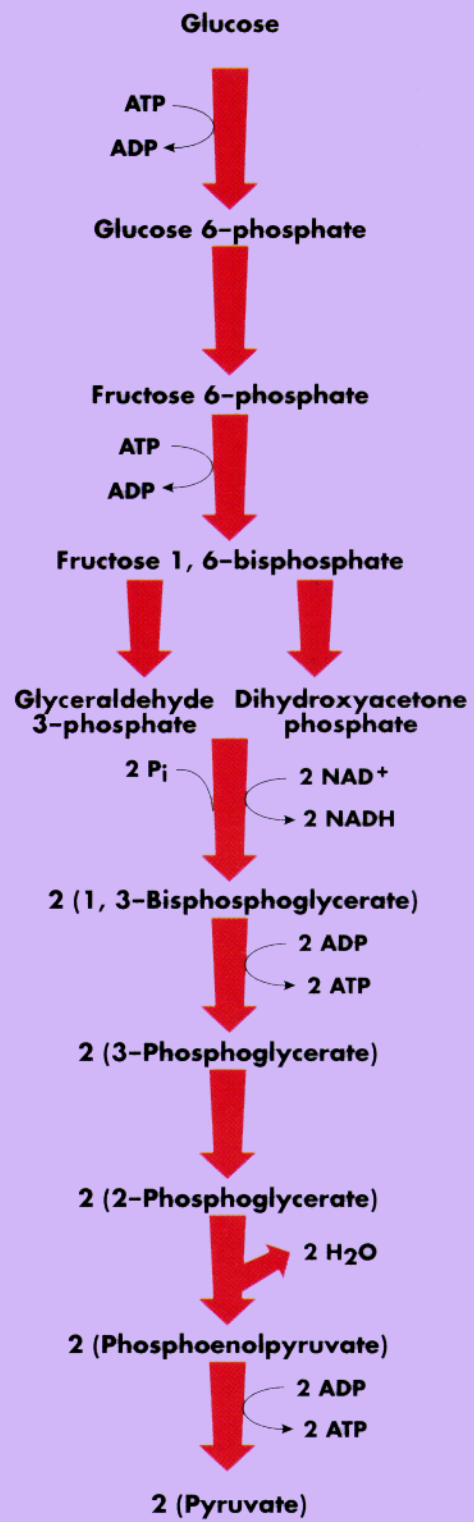 Glucose
ATP
ADP
Glucose 6-phosphate
Fructose 6-phosphate
ATP
ADP
Fructose 1, 6-bisphosphate
Glyceraldehyde
3-phosphate
Dihydroxyacetone
phosphate
2 Pi
2 NAD+
2 NADH
2 (1, 3-Bisphosphoglycerate)
2 ADP
2 ATP
2 (3-Phosphoglycerate)
2 (2-Phosphoglycerate)
2 H2O
2 (Phosphoenolpyruvate)
2 ADP
2 ATP
2 (Pyruvate)